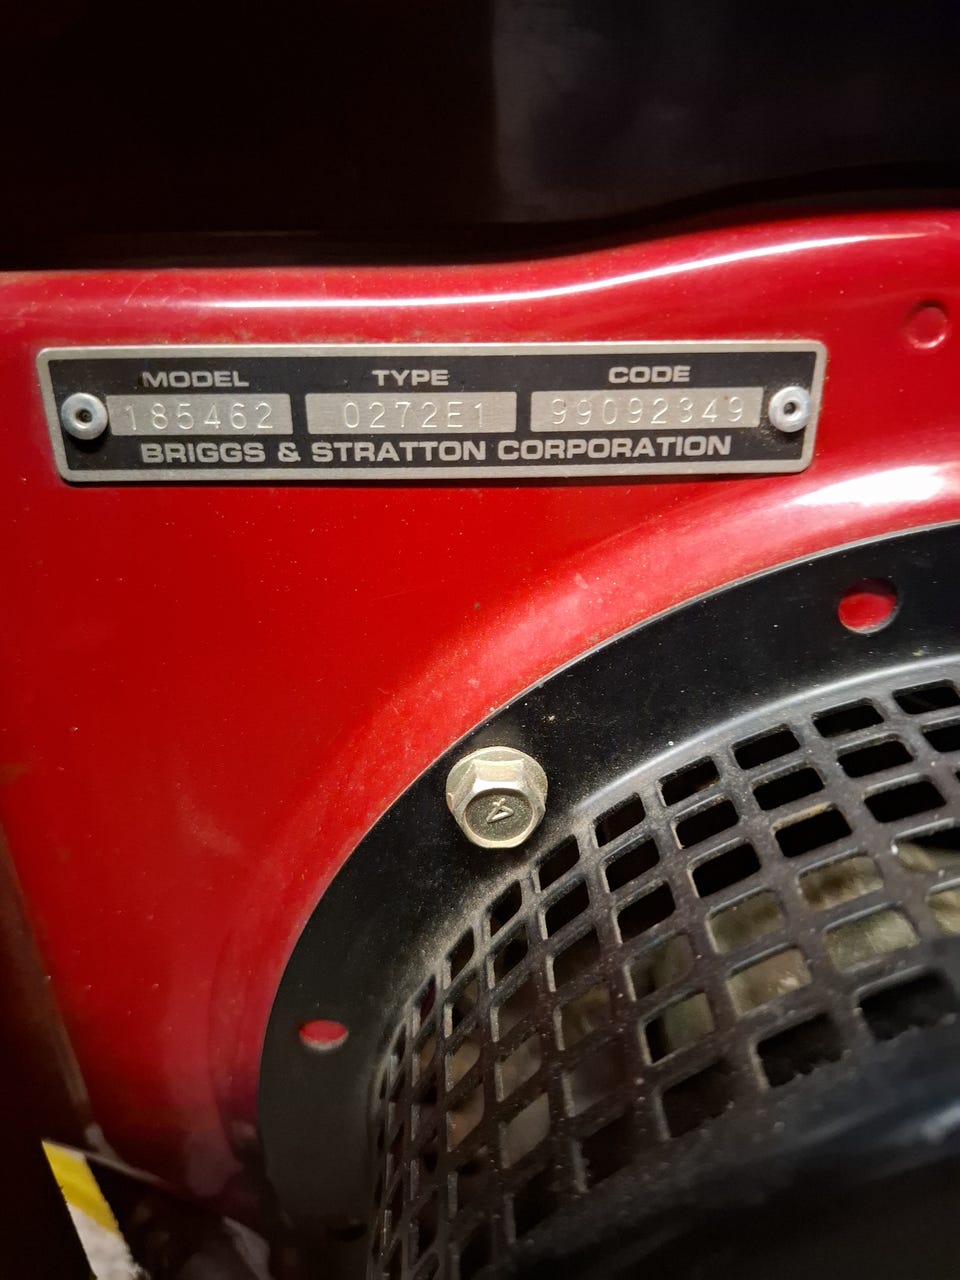 MODEL TYPE CODE
185462 0272E1 99092349
BRIGGS & STRATTON CORPORATION